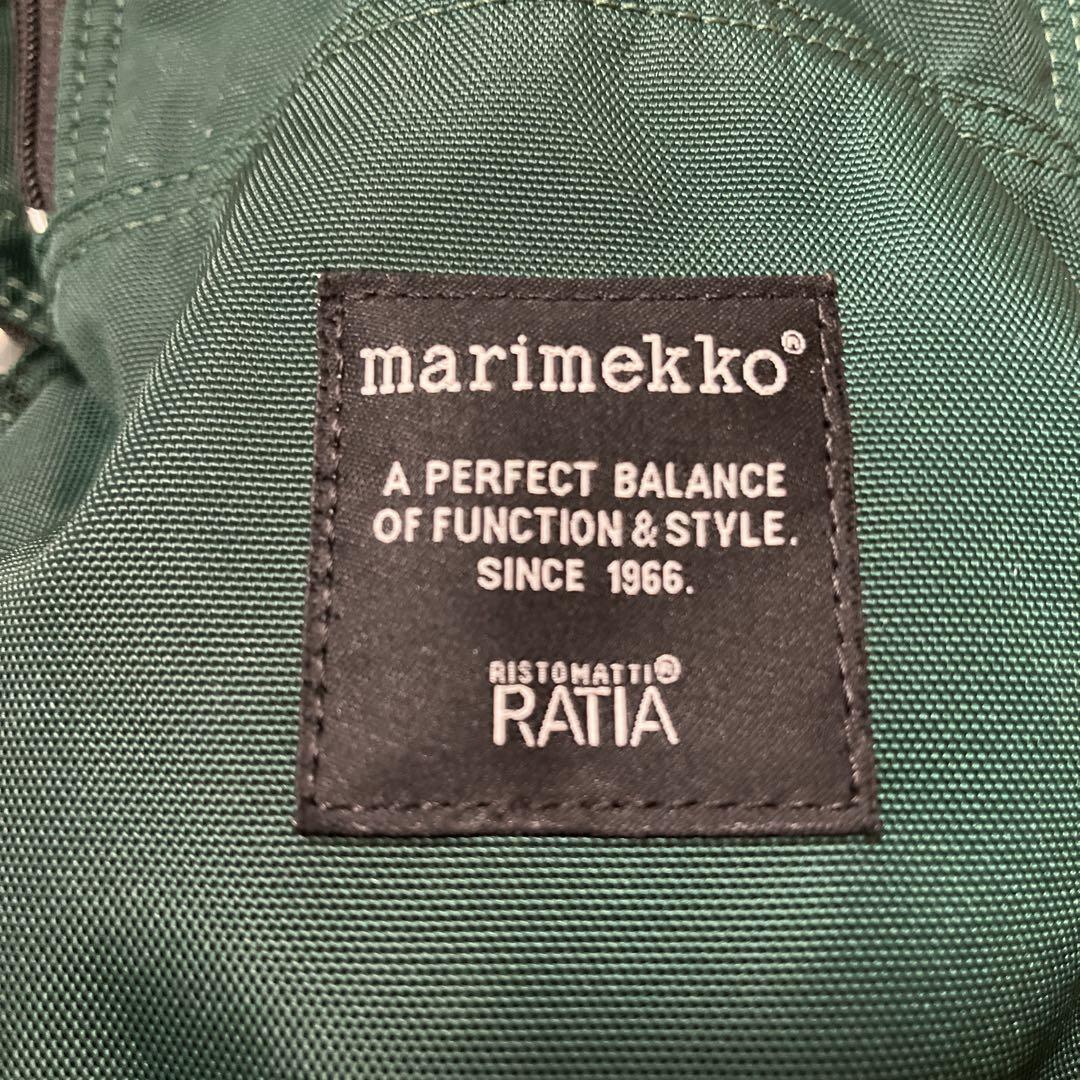 marimekko®
A PERFECT BALANCE
OF FUNCTION & STYLE.
SINCE 1966.
RISTOMATTI®
RATIA